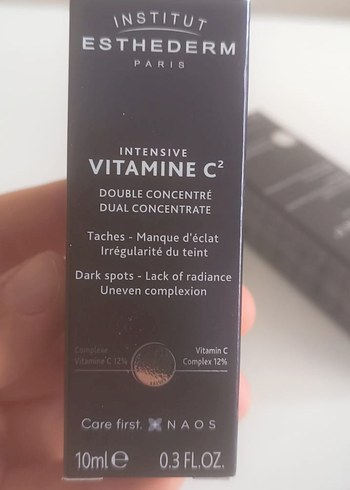 INSTITUT
ESTHEDERM
PARIS
INTENSIVE
VITAMINE C²
DOUBLE CONCENTRÉ
DUAL CONCENTRATE
Taches - Manque d'éclat
Irrégularité du teint
Dark spots - Lack of radiance
Uneven complexion
Complexe
Vitamine C 12%
Vitamin C
Complex 12%
Care first. NAOS
10ml℮ 0.3 FL.OZ.